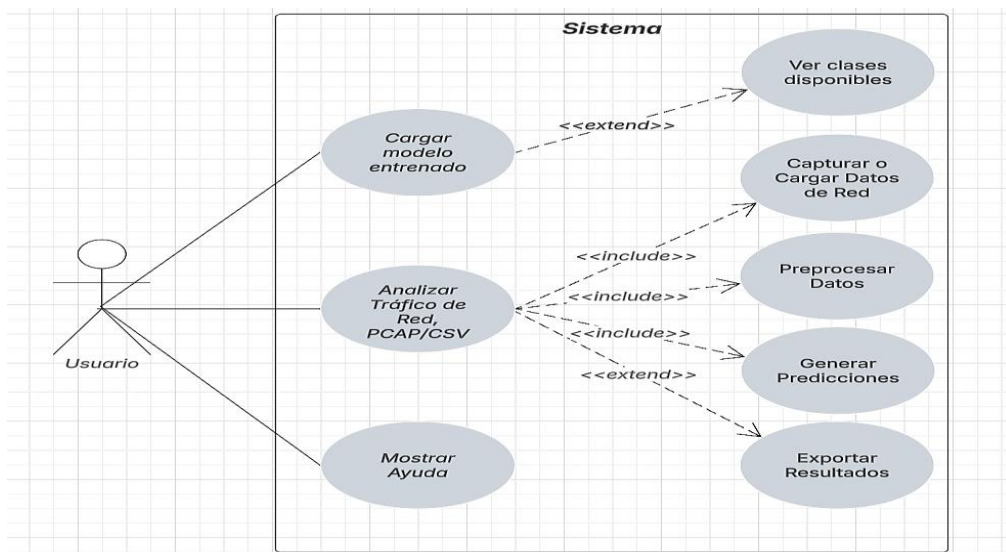 Sistema
Ver clases
disponibles
<<extend>>
Cargar
modelo
entrenado
Capturar o
Cargar Datos
de Red
<<include>>
Preprocesar
Datos
<<include>>
Analizar
Tráfico de
Red,
PCAP/CSV
<<include>>
Generar
Predicciones
<<extend>>
Usuario
Mostrar
Ayuda
Exportar
Resultados